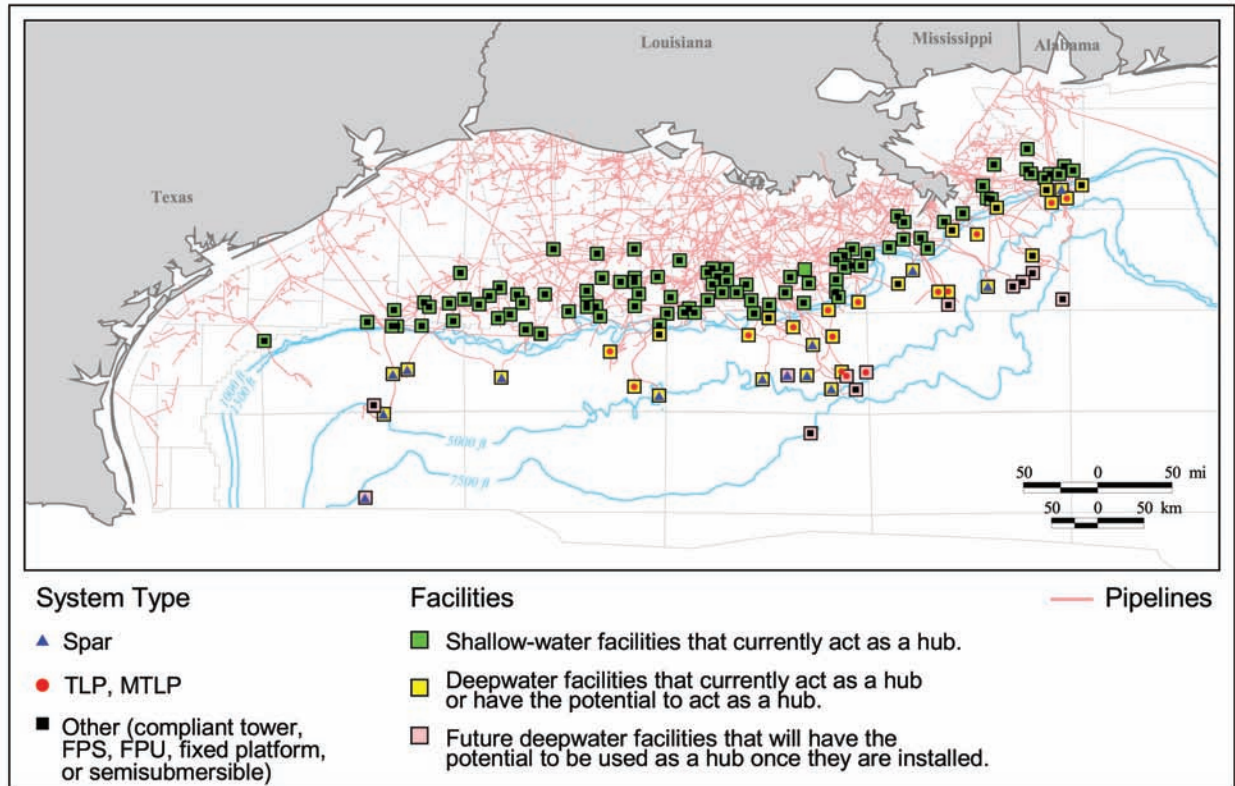 Louisiana
Mississippi
Alabama
Texas
1000 ft
1500 ft
5000 ft
7500 ft
50 0 50 mi
50 0 50 km
System Type
Spar
TLP, MTLP
Other (compliant tower,
FPS, FPU, fixed platform,
or semisubmersible)
Facilities
Shallow-water facilities that currently act as a hub.
Deepwater facilities that currently act as a hub
or have the potential to act as a hub.
Future deepwater facilities that will have the
potential to be used as a hub once they are installed.
Pipelines